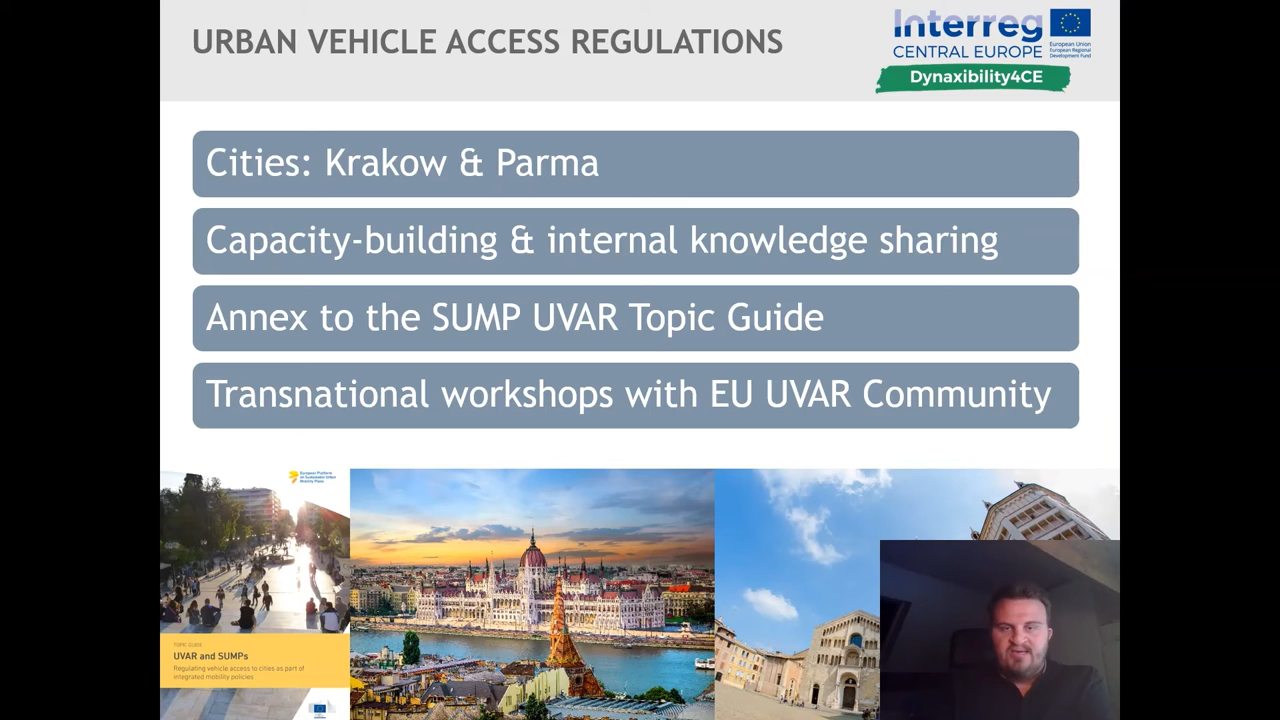 URBAN VEHICLE ACCESS REGULATIONS
Interreg
CENTRAL EUROPE
European Union
European Regional
Development Fund
Dynaxibility4CE
Cities: Krakow & Parma
Capacity-building & internal knowledge sharing
Annex to the SUMP UVAR Topic Guide
Transnational workshops with EU UVAR Community
European Platform
on Sustainable Urban
Mobility Plans
TOPIC GUIDE
UVAR and SUMPs
Regulating vehicle access to cities as part of
integrated mobility policies